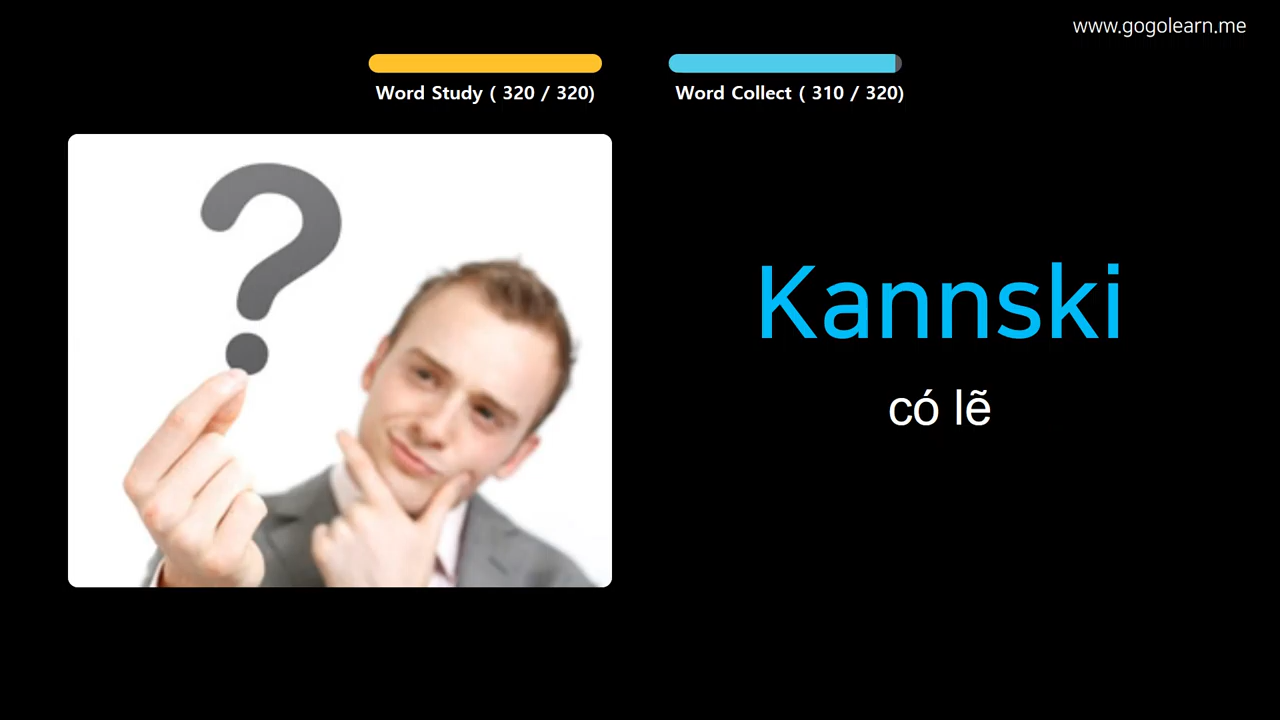 www.gogolearn.me
Word Study ( 320 / 320)
Word Collect ( 310 / 320)
?
Kannski
có lẽ